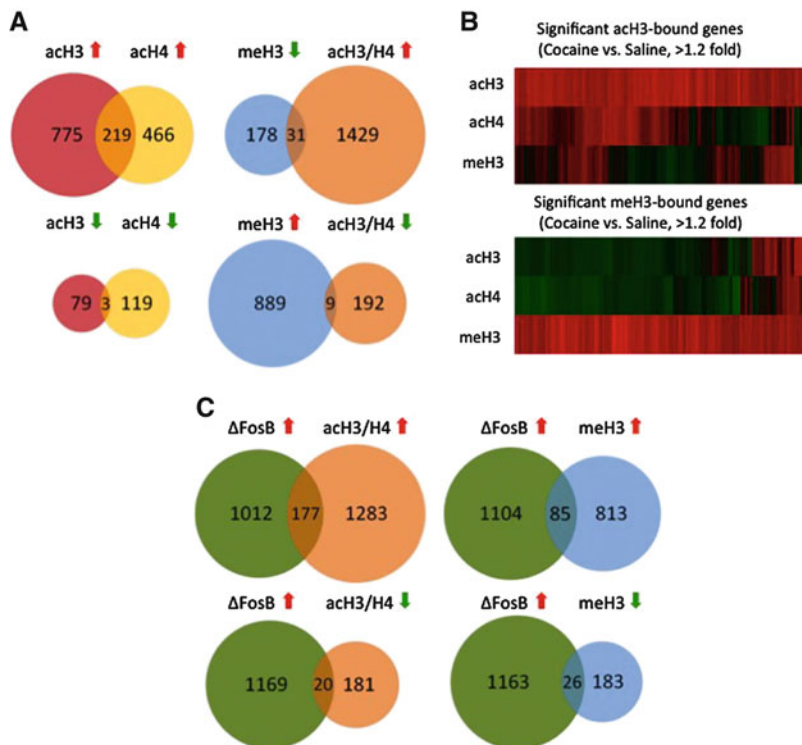 A
acH3 acH4 meH3 acH3/H4
775 219 466 178 31 1429
acH3 acH4 meH3 acH3/H4
79 3 119 889 9 192
B
Significant acH3-bound genes
(Cocaine vs. Saline, >1.2 fold)
acH3
acH4
meH3
Significant meH3-bound genes
(Cocaine vs. Saline, >1.2 fold)
acH3
acH4
meH3
C
ΔFosB acH3/H4 ΔFosB meH3
1012 177 1283 1104 85 813
ΔFosB acH3/H4 ΔFosB meH3
1169 20 181 1163 26 183